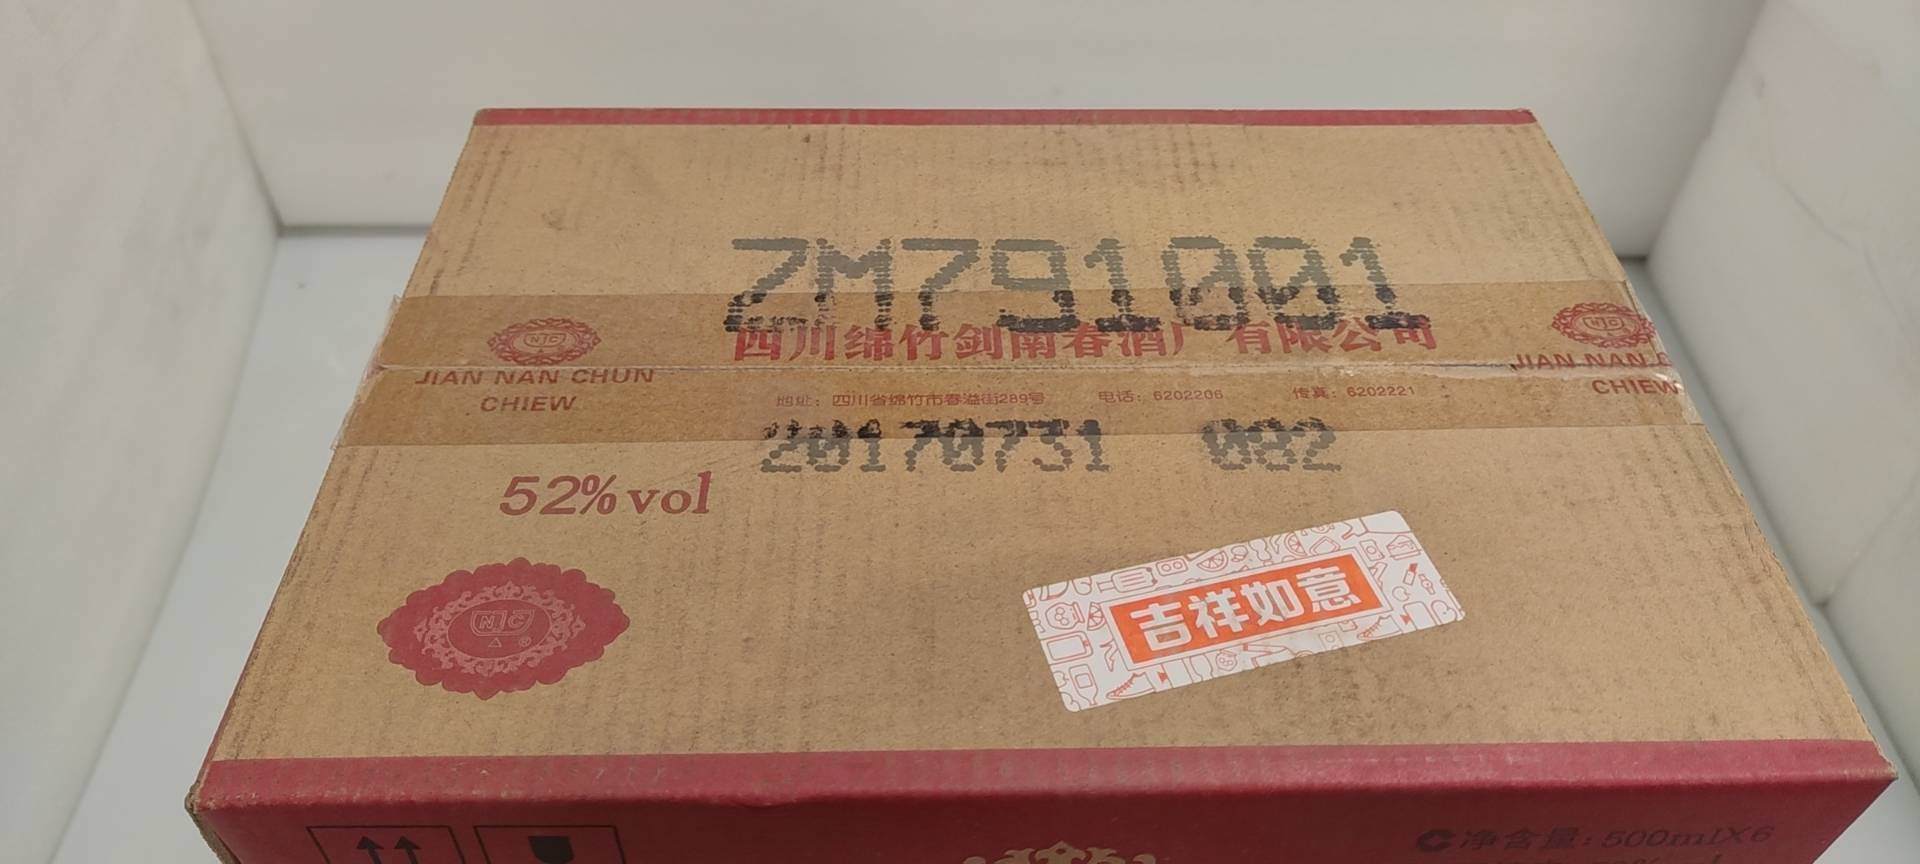 ZM791001
四川绵竹剑南春酒厂有限公司
JIAN NAN CHUN
CHIEW
JIAN NAN
CHIEW
地址：四川省绵竹市春溢街289号 电话：6202206 传真：6202221
20170731 082
52%vol
NJC
吉祥如意
净含量:500mlX6